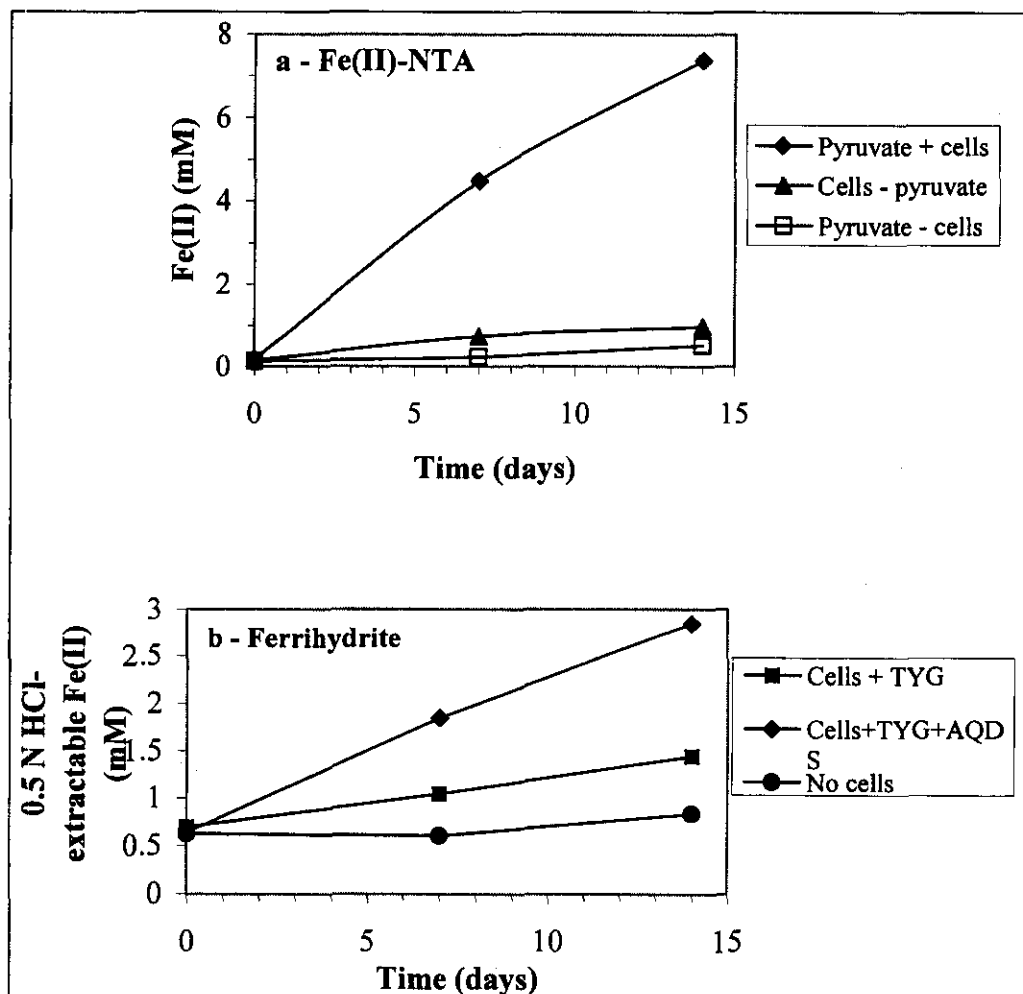 a - Fe(II)-NTA
Fe(II) (mM)
8
6
4
2
0
0 5 10 15
Time (days)
Pyruvate + cells
Cells - pyruvate
Pyruvate - cells
b - Ferrihydrite
0.5 N HCl-
extractable Fe(II)
(mM)
3
2.5
2
1.5
1
0.5
0
0 5 10 15
Time (days)
Cells + TYG
Cells+TYG+AQD
S
No cells